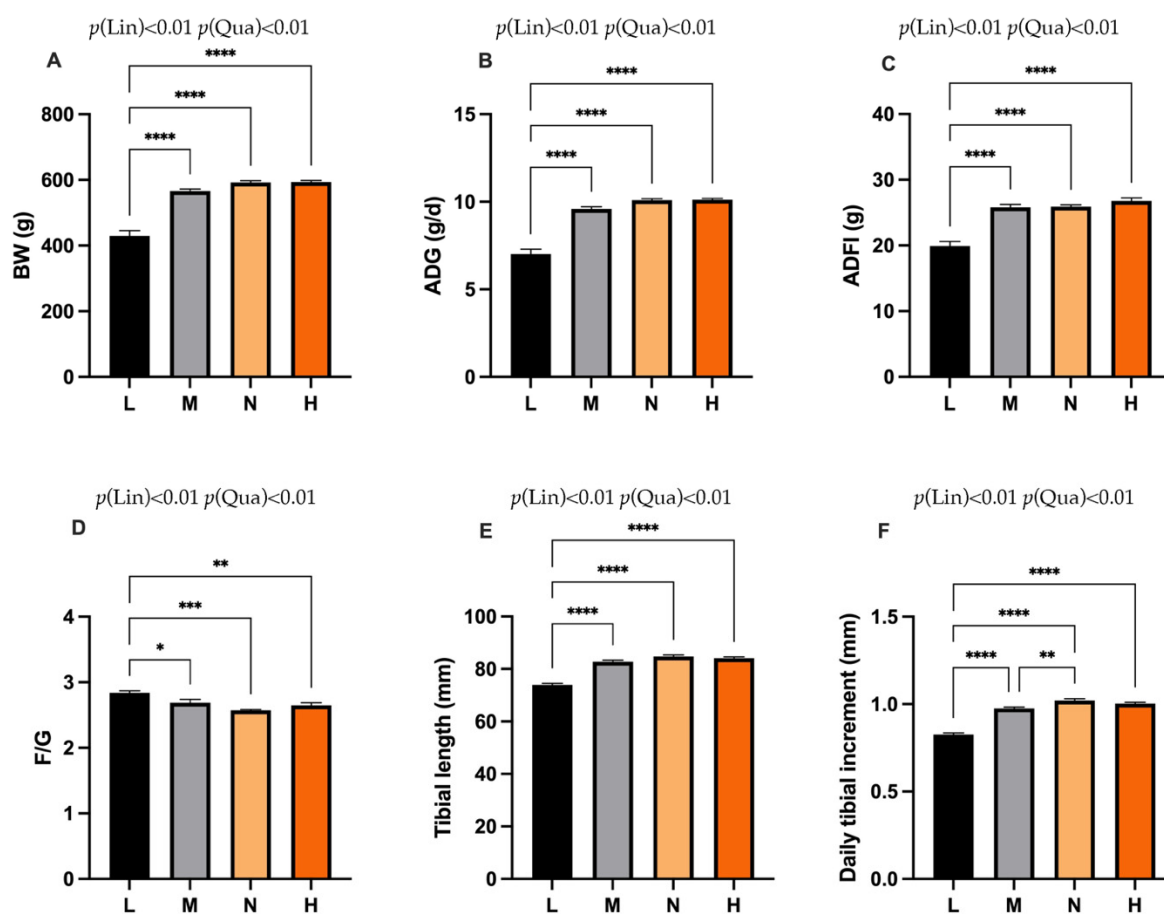 p(Lin)<0.01 p(Qua)<0.01
A
****
****
****
BW (g)
800
600
400
200
0
L M N H
p(Lin)<0.01 p(Qua)<0.01
B
****
****
****
ADG (g/d)
15
10
5
0
L M N H
p(Lin)<0.01 p(Qua)<0.01
C
****
****
****
ADFI (g)
40
30
20
10
0
L M N H
p(Lin)<0.01 p(Qua)<0.01
D
**
***
*
F/G
4
3
2
1
0
L M N H
p(Lin)<0.01 p(Qua)<0.01
E
****
****
****
Tibial length (mm)
100
80
60
40
20
0
L M N H
p(Lin)<0.01 p(Qua)<0.01
F
****
****
**** **
Daily tibial increment (mm)
1.5
1.0
0.5
0.0
L M N H